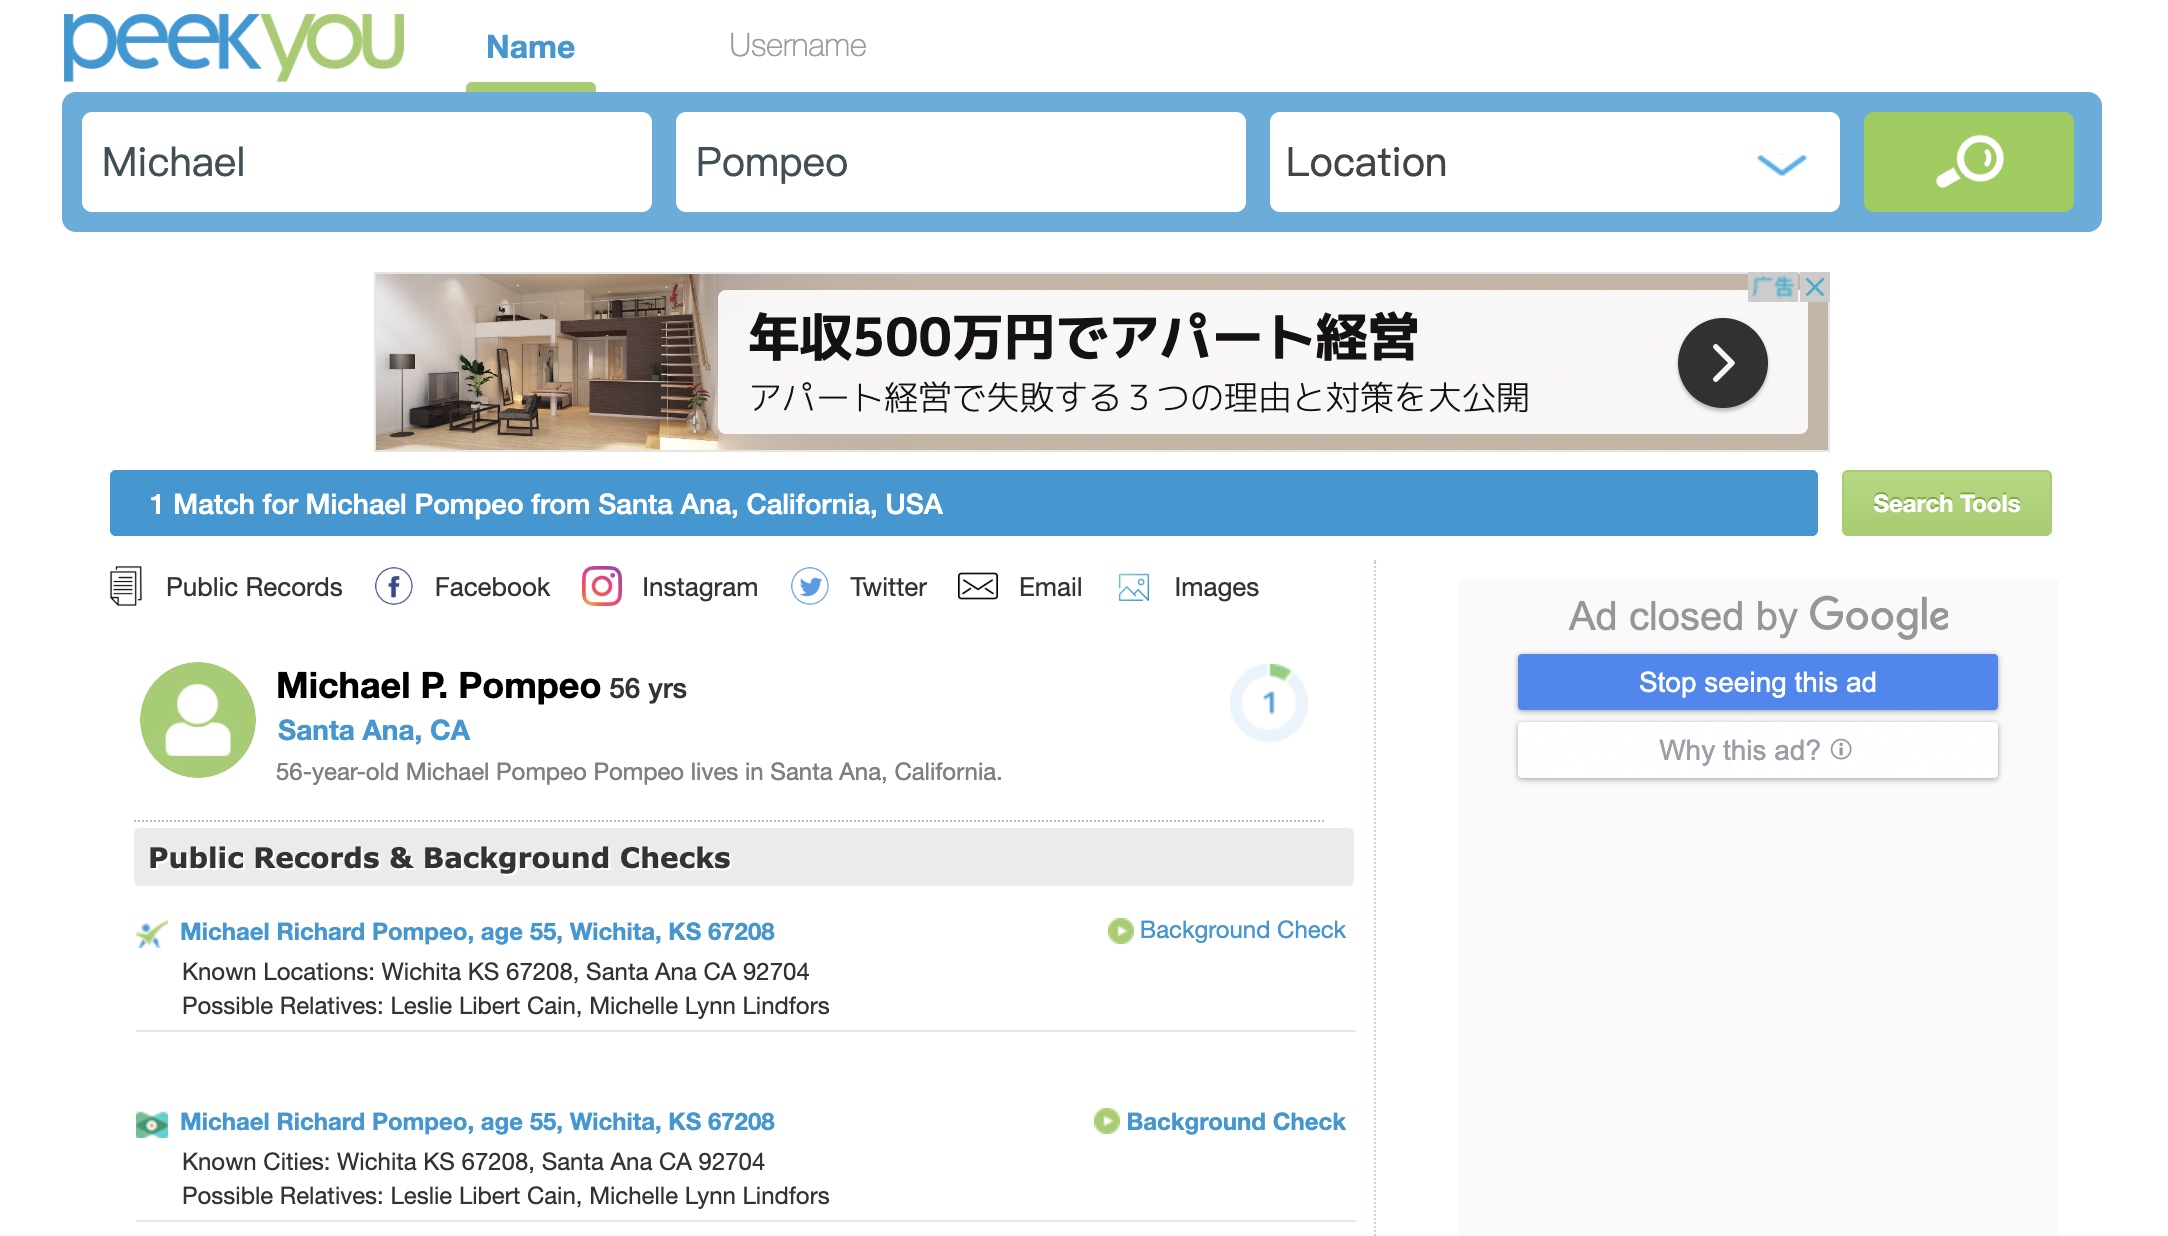 peekyou
Name
Username
Michael
Pompeo
Location
广告
年収500万円でアパート経営
アパート経営で失敗する３つの理由と対策を大公開
1 Match for Michael Pompeo from Santa Ana, California, USA
Search Tools
Public Records
Facebook
Instagram
Twitter
Email
Images
Michael P. Pompeo 56 yrs
1
Santa Ana, CA
56-year-old Michael Pompeo Pompeo lives in Santa Ana, California.
Ad closed by Google
Stop seeing this ad
Why this ad?
Public Records & Background Checks
Michael Richard Pompeo, age 55, Wichita, KS 67208
Background Check
Known Locations: Wichita KS 67208, Santa Ana CA 92704
Possible Relatives: Leslie Libert Cain, Michelle Lynn Lindfors
Michael Richard Pompeo, age 55, Wichita, KS 67208
Background Check
Known Cities: Wichita KS 67208, Santa Ana CA 92704
Possible Relatives: Leslie Libert Cain, Michelle Lynn Lindfors